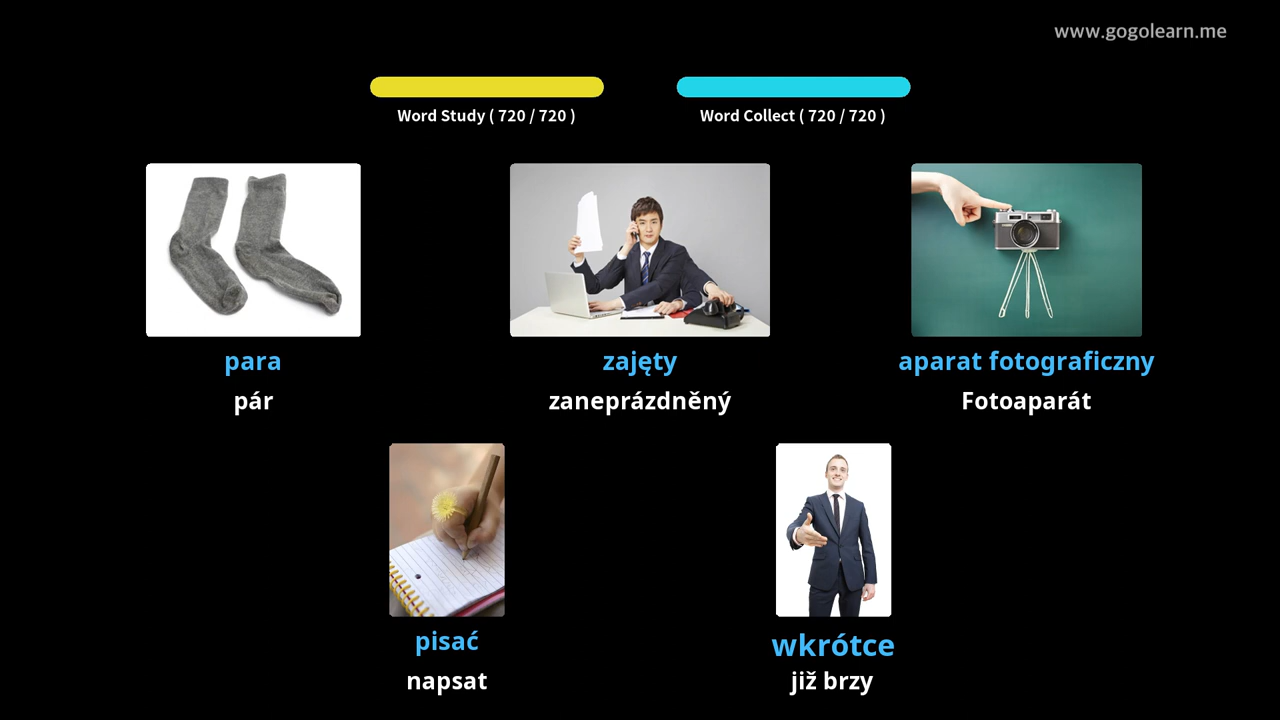 www.gogolearn.me
Word Study ( 720 / 720 )
Word Collect ( 720 / 720 )
para
pár
zajęty
zaneprázdněný
aparat fotograficzny
Fotoaparát
pisać
napsat
wkrótce
již brzy